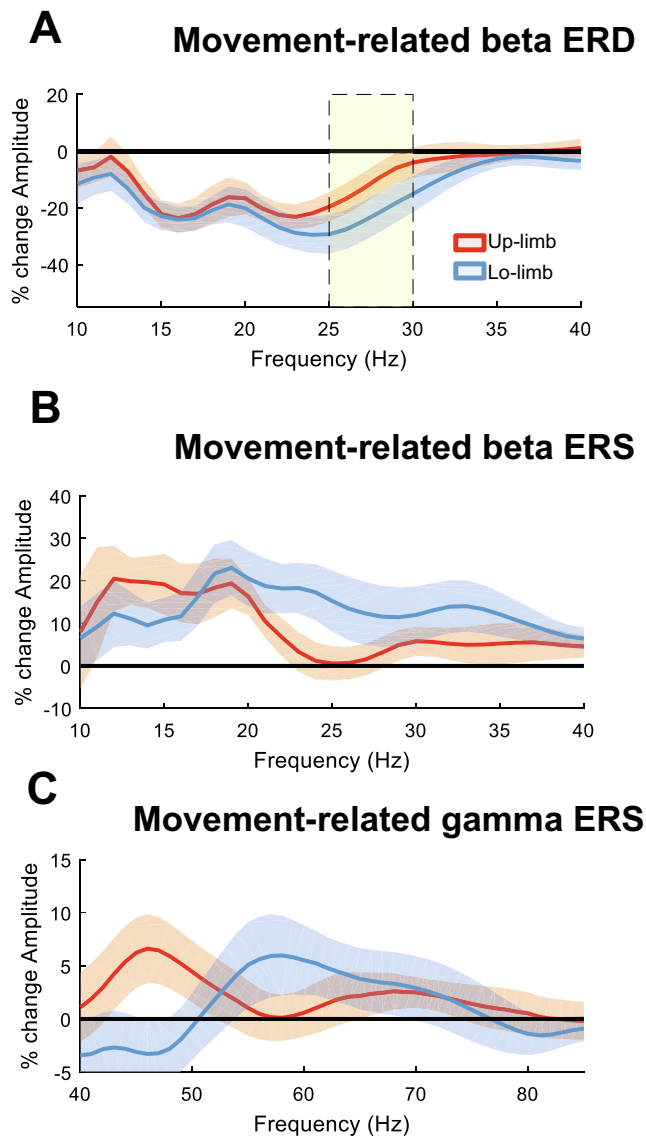 A
Movement-related beta ERD
% change Amplitude
20
0
-20
-40
10 15 20 25 30 35 40
Frequency (Hz)
Up-limb
Lo-limb
B
Movement-related beta ERS
% change Amplitude
40
30
20
10
0
-10
10 15 20 25 30 35 40
Frequency (Hz)
C
Movement-related gamma ERS
% change Amplitude
15
10
5
0
-5
40 50 60 70 80
Frequency (Hz)